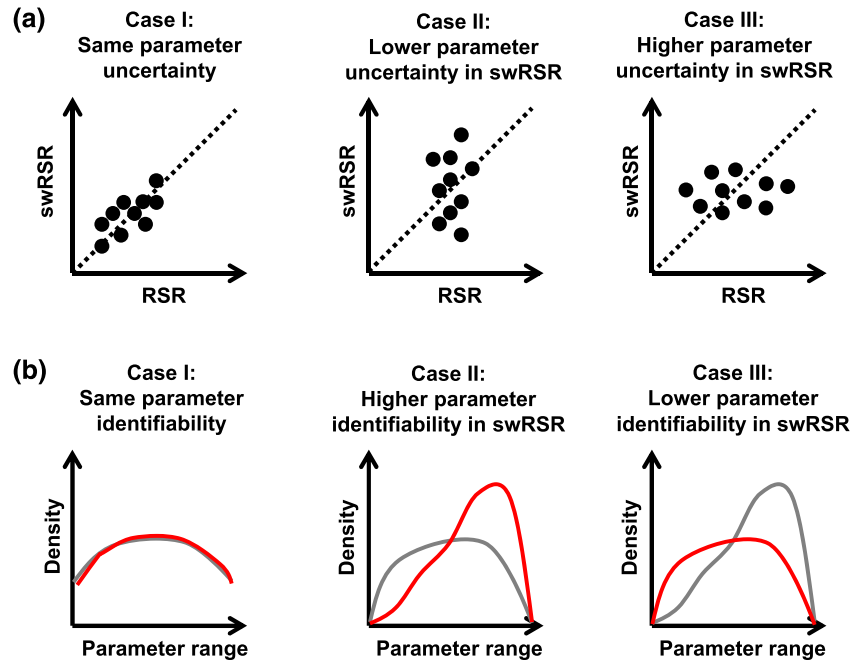 (a)
Case I:
Same parameter
uncertainty
Case II:
Lower parameter
uncertainty in swRSR
Case III:
Higher parameter
uncertainty in swRSR
swRSR
RSR
swRSR
RSR
swRSR
RSR
(b)
Case I:
Same parameter
identifiability
Case II:
Higher parameter
identifiability in swRSR
Case III:
Lower parameter
identifiability in swRSR
Density
Parameter range
Density
Parameter range
Density
Parameter range